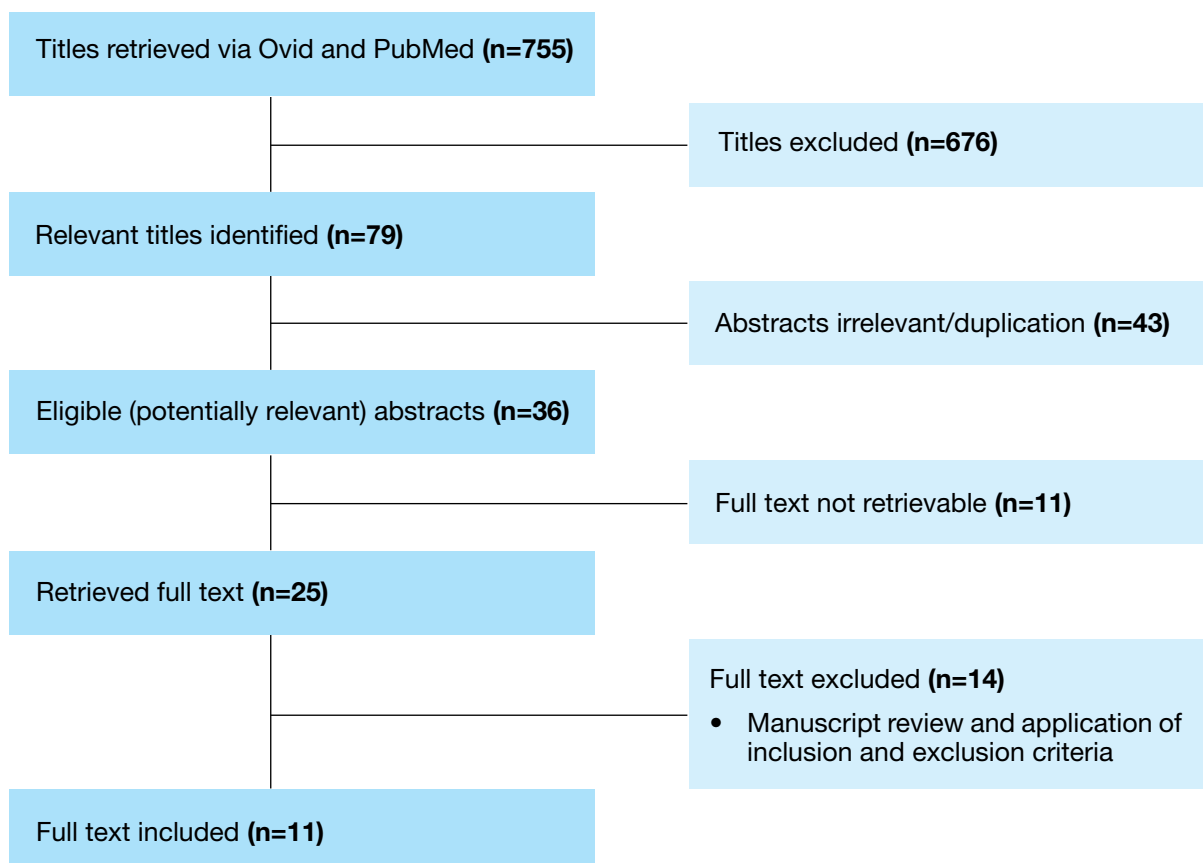 Titles retrieved via Ovid and PubMed (n=755)
Titles excluded (n=676)
Relevant titles identified (n=79)
Abstracts irrelevant/duplication (n=43)
Eligible (potentially relevant) abstracts (n=36)
Full text not retrievable (n=11)
Retrieved full text (n=25)
Full text excluded (n=14)
• Manuscript review and application of
inclusion and exclusion criteria
Full text included (n=11)